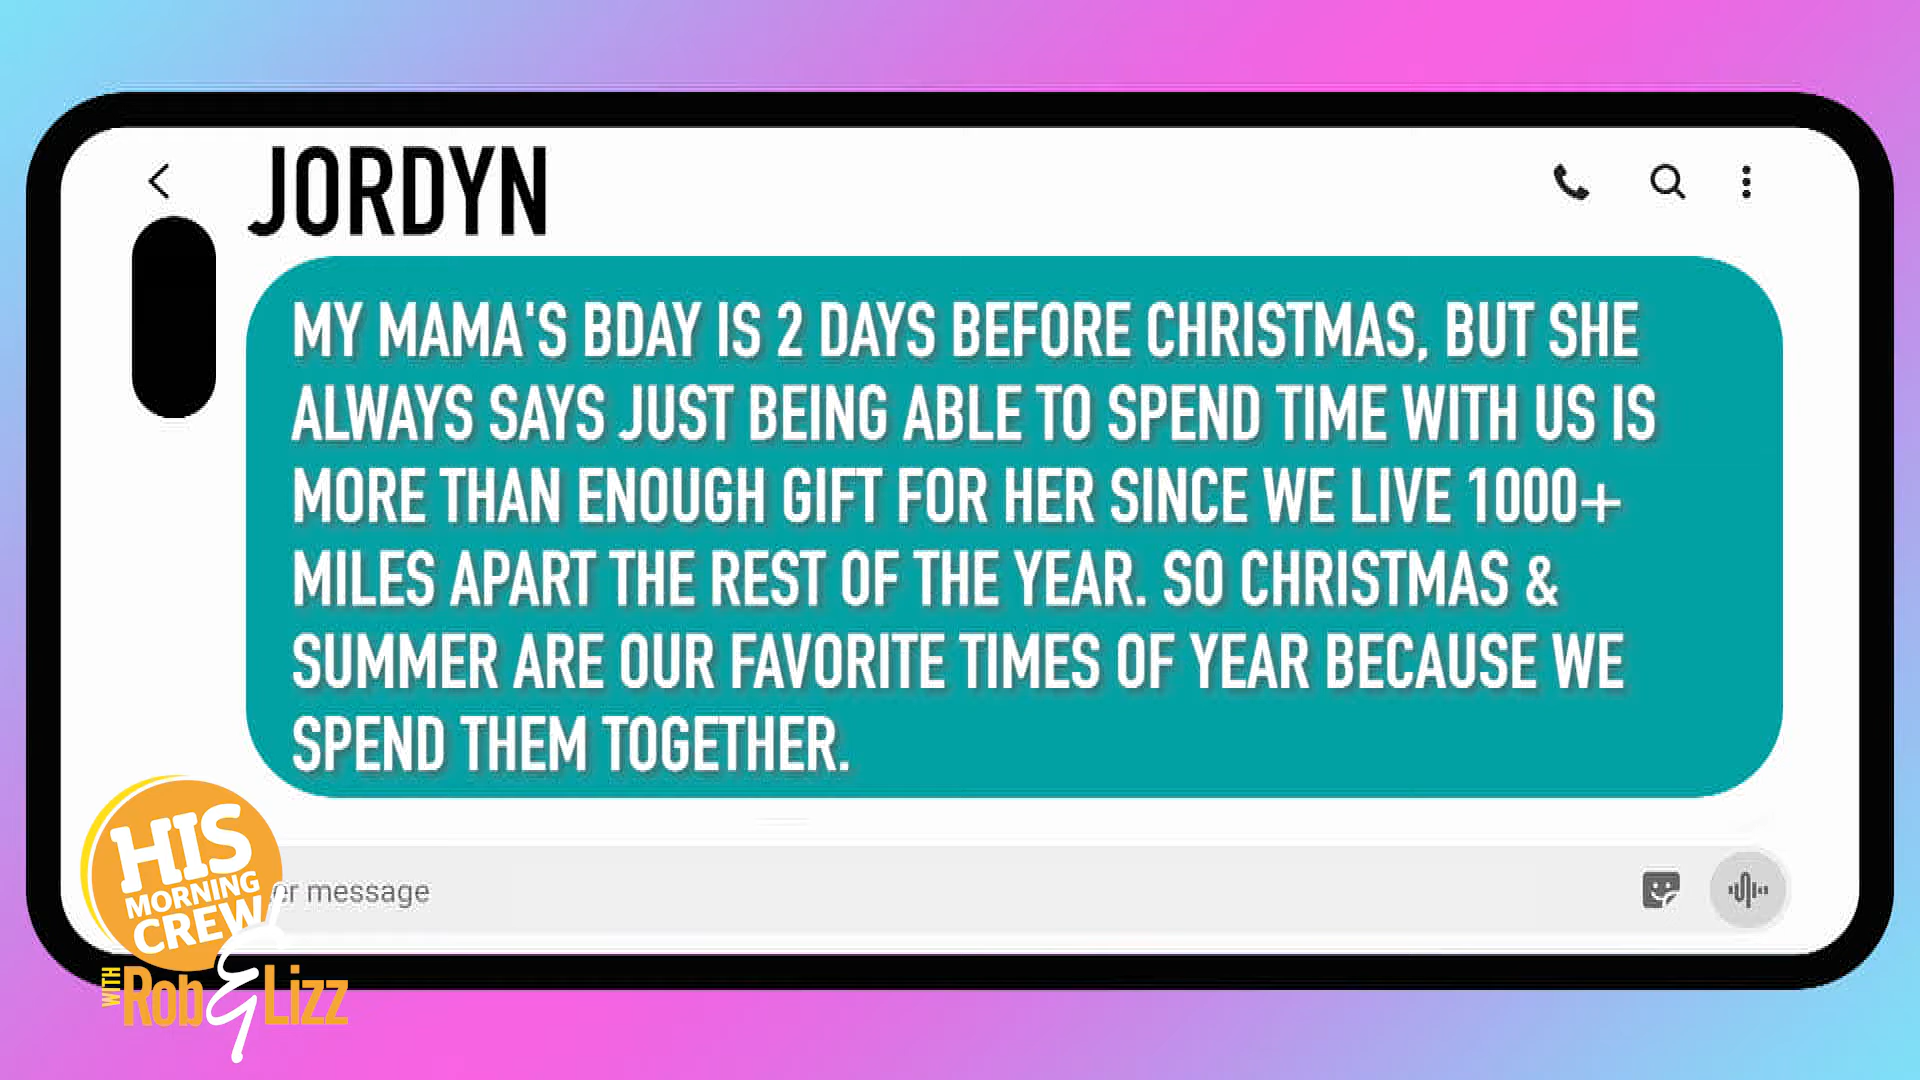 JORDYN
MY MAMA'S BDAY IS 2 DAYS BEFORE CHRISTMAS, BUT SHE
ALWAYS SAYS JUST BEING ABLE TO SPEND TIME WITH US IS
MORE THAN ENOUGH GIFT FOR HER SINCE WE LIVE 1000+
MILES APART THE REST OF THE YEAR. SO CHRISTMAS &
SUMMER ARE OUR FAVORITE TIMES OF YEAR BECAUSE WE
SPEND THEM TOGETHER.
er message
HIS
MORNING
CREW
WITH Rob & Lizz